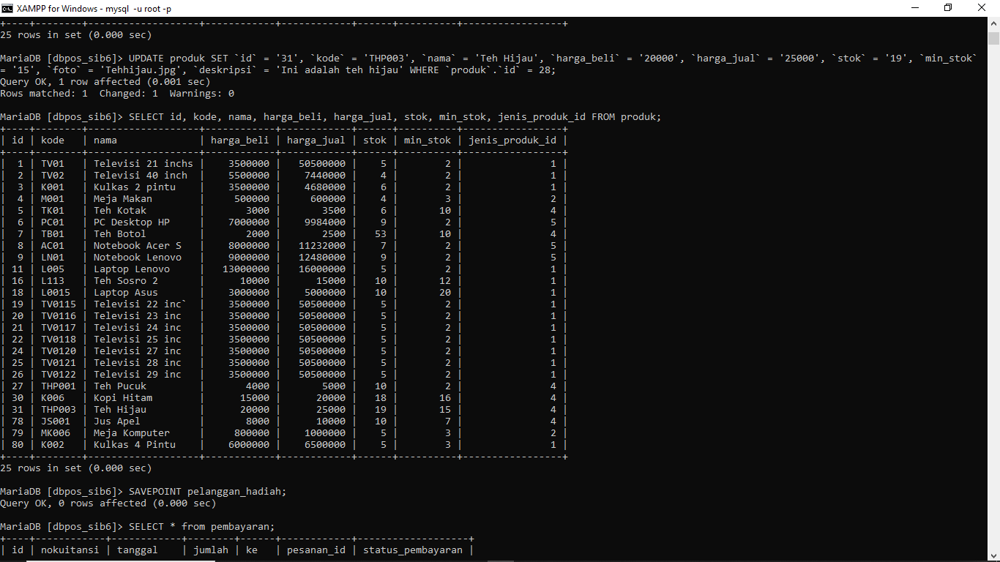 XAMPP for Windows - mysql  -u root -p
+----+--------+-------------------+------------+------------+------+----------+-----------------+
25 rows in set (0.000 sec)
MariaDB [dbpos_sib6]> UPDATE produk SET `id` = '31', `kode` = 'THP003', `nama` = 'Teh Hijau', `harga_beli` = '20000', `harga_jual` = '25000', `stok` = '19', `min_stok`
= '15', `foto` = 'Tehhijau.jpg', `deskripsi` = 'Ini adalah teh hijau' WHERE `produk`.`id` = 28;
Query OK, 1 row affected (0.001 sec)
Rows matched: 1  Changed: 1  Warnings: 0
MariaDB [dbpos_sib6]> SELECT id, kode, nama, harga_beli, harga_jual, stok, min_stok, jenis_produk_id FROM produk;
+----+--------+-------------------+------------+------------+------+----------+-----------------+
| id | kode   | nama              | harga_beli | harga_jual | stok | min_stok | jenis_produk_id |
+----+--------+-------------------+------------+------------+------+----------+-----------------+
|  1 | TV01   | Televisi 21 inchs |    3500000 |   50500000 |    5 |        2 |               1 |
|  2 | TV02   | Televisi 40 inch  |    5500000 |    7440000 |    4 |        2 |               1 |
|  3 | K001   | Kulkas 2 pintu    |    3500000 |    4680000 |    6 |        2 |               1 |
|  4 | M001   | Meja Makan        |     500000 |     600000 |    4 |        3 |               2 |
|  5 | TK01   | Teh Kotak         |       3000 |       3500 |    6 |       10 |               4 |
|  6 | PC01   | PC Desktop HP     |    7000000 |    9984000 |    9 |        2 |               5 |
|  7 | TB01   | Teh Botol         |       2000 |       2500 |   53 |       10 |               4 |
|  8 | AC01   | Notebook Acer S   |    8000000 |   11232000 |    7 |        2 |               5 |
|  9 | LN01   | Notebook Lenovo   |    9000000 |   12480000 |    9 |        2 |               5 |
| 11 | L005   | Laptop Lenovo     |   13000000 |   16000000 |    5 |        2 |               1 |
| 16 | L113   | Teh Sosro 2       |      10000 |      15000 |   10 |       12 |               1 |
| 18 | L0015  | Laptop Asus       |    3000000 |    5000000 |   10 |       20 |               1 |
| 19 | TV0115 | Televisi 22 inc`  |    3500000 |   50500000 |    5 |        2 |               1 |
| 20 | TV0116 | Televisi 23 inc   |    3500000 |   50500000 |    5 |        2 |               1 |
| 21 | TV0117 | Televisi 24 inc   |    3500000 |   50500000 |    5 |        2 |               1 |
| 22 | TV0118 | Televisi 25 inc   |    3500000 |   50500000 |    5 |        2 |               1 |
| 24 | TV0120 | Televisi 27 inc   |    3500000 |   50500000 |    5 |        2 |               1 |
| 25 | TV0121 | Televisi 28 inc   |    3500000 |   50500000 |    5 |        2 |               1 |
| 26 | TV0122 | Televisi 29 inc   |    3500000 |   50500000 |    5 |        2 |               1 |
| 27 | THP001 | Teh Pucuk         |       4000 |       5000 |   10 |        2 |               4 |
| 30 | K006   | Kopi Hitam        |      15000 |      20000 |   18 |       16 |               4 |
| 31 | THP003 | Teh Hijau         |      20000 |      25000 |   19 |       15 |               4 |
| 78 | JS001  | Jus Apel          |       8000 |      10000 |   10 |        7 |               4 |
| 79 | MK006  | Meja Komputer     |     800000 |    1000000 |    5 |        3 |               2 |
| 80 | K002   | Kulkas 4 Pintu    |    6000000 |    6500000 |    5 |        3 |               1 |
+----+--------+-------------------+------------+------------+------+----------+-----------------+
25 rows in set (0.000 sec)
MariaDB [dbpos_sib6]> SAVEPOINT pelanggan_hadiah;
Query OK, 0 rows affected (0.000 sec)
MariaDB [dbpos_sib6]> SELECT * from pembayaran;
+----+------------+------------+--------+------+------------+-------------------+
| id | nokuitansi | tanggal    | jumlah | ke   | pesanan_id | status_pembayaran |